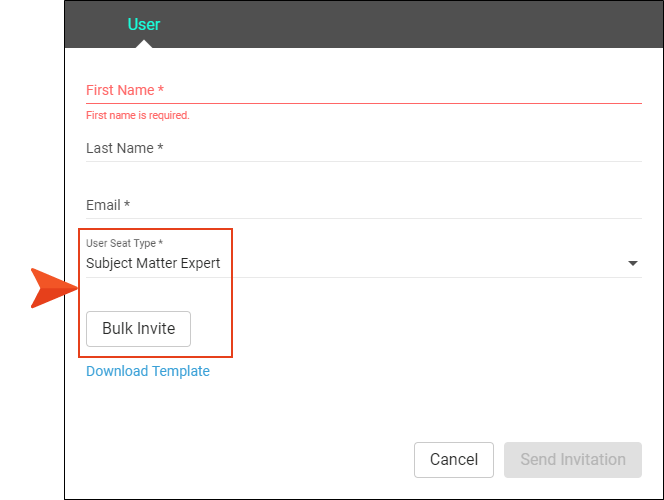 User
First Name *
First name is required.
Last Name *
Email *
User Seat Type *
Subject Matter Expert
Bulk Invite
Download Template
Cancel Send Invitation